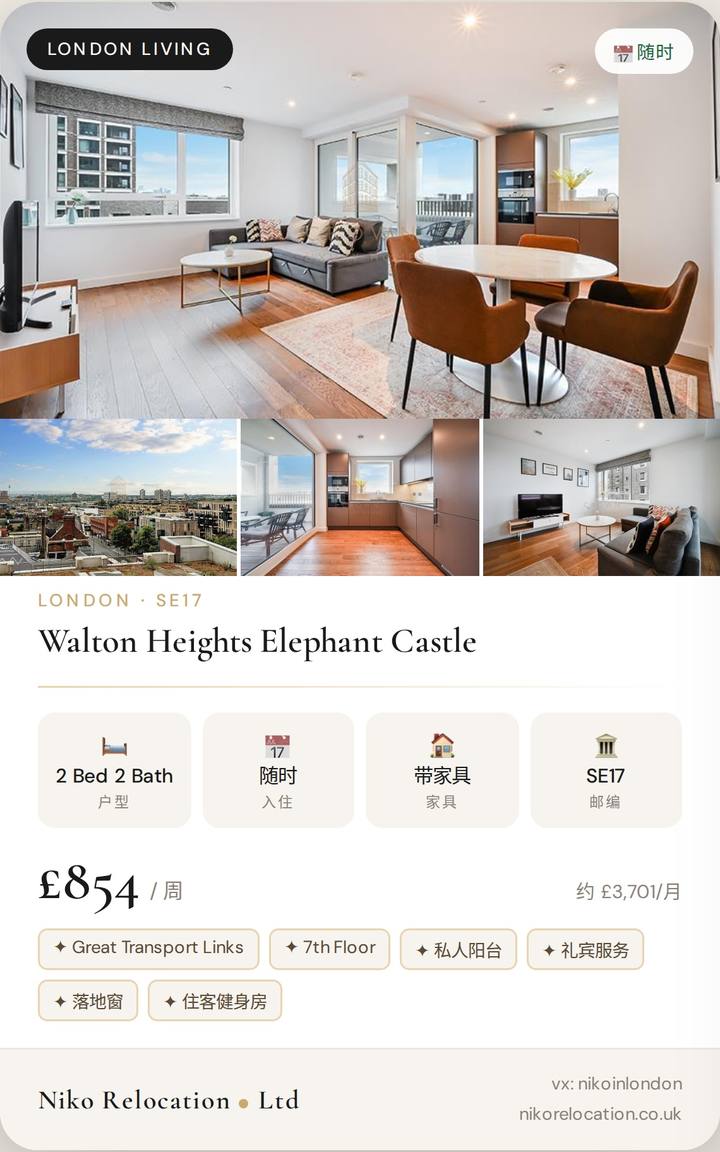 LONDON LIVING
17 随时
LONDON · SE17
Walton Heights Elephant Castle
2 Bed 2 Bath
户型
17
随时
入住
带家具
家具
SE17
邮编
£854 / 周
约 £3,701/月
✦ Great Transport Links
✦ 7th Floor
✦ 私人阳台
✦ 礼宾服务
✦ 落地窗
✦ 住客健身房
Niko Relocation • Ltd
vx: nikoinlondon
nikorelocation.co.uk